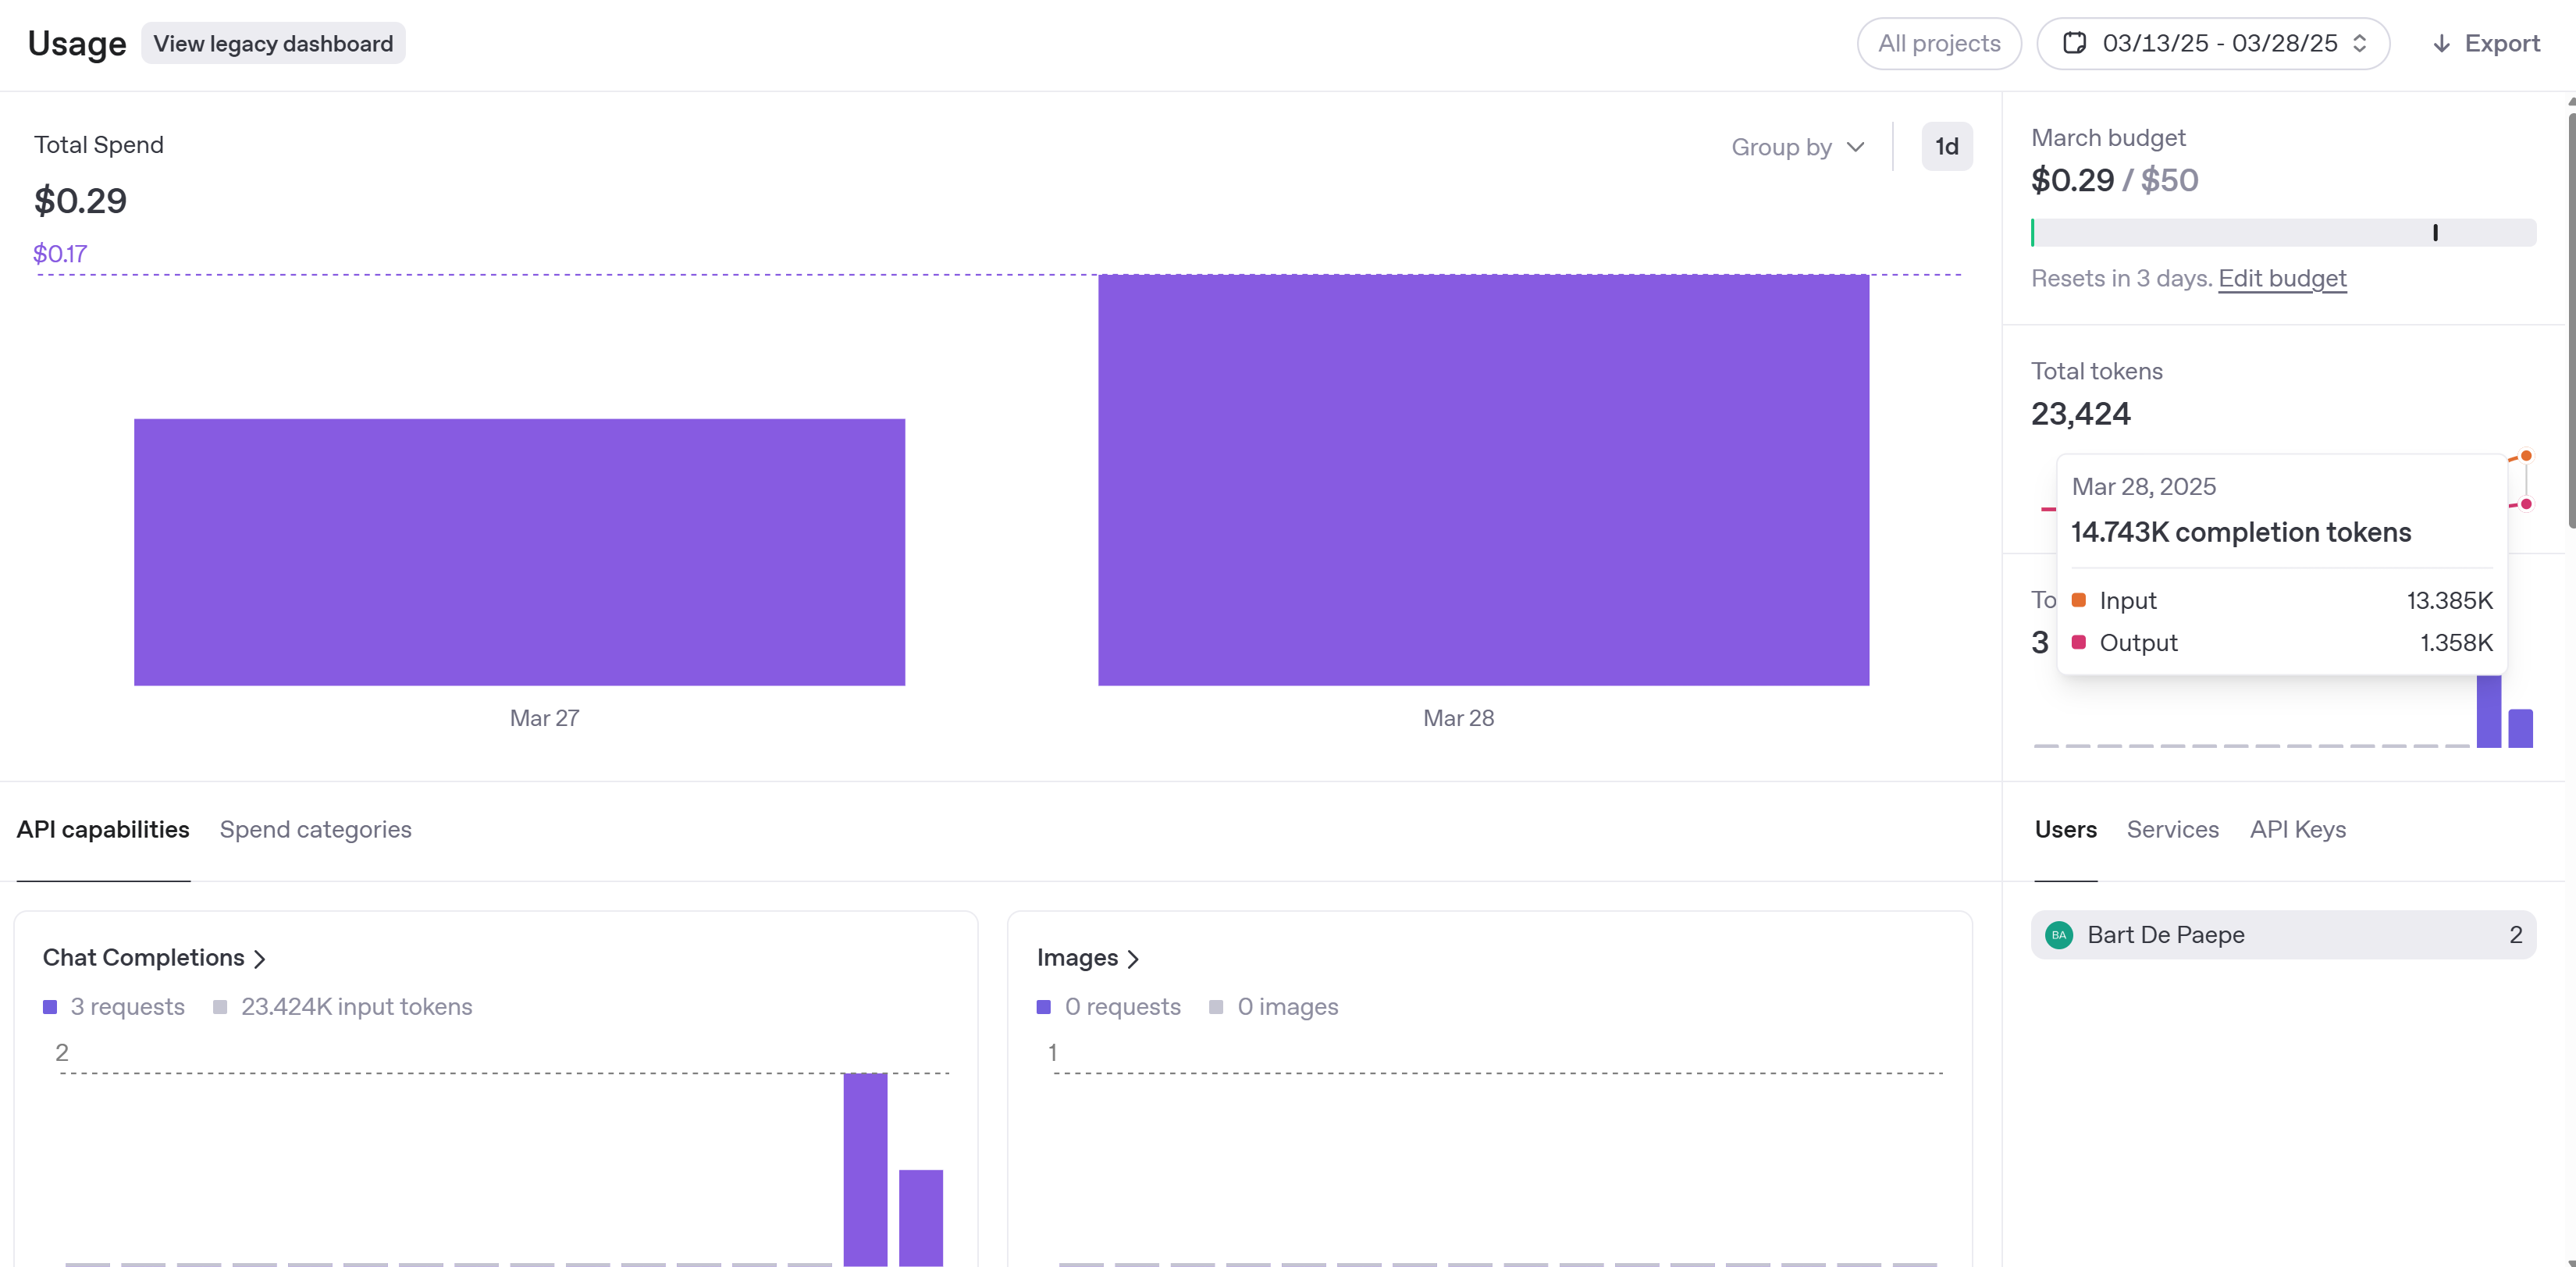 Usage
View legacy dashboard
All projects
03/13/25 - 03/28/25
Export
Total Spend
$0.29
$0.17
Group by
1d
Mar 27
Mar 28
March budget
$0.29 / $50
Resets in 3 days. Edit budget
Total tokens
23,424
Mar 28, 2025
14.743K completion tokens
Input 13.385K
Output 1.358K
To
3
API capabilities
Spend categories
Users
Services
API Keys
Chat Completions
3 requests
23.424K input tokens
2
Images
0 requests
0 images
1
BA
Bart De Paepe
2